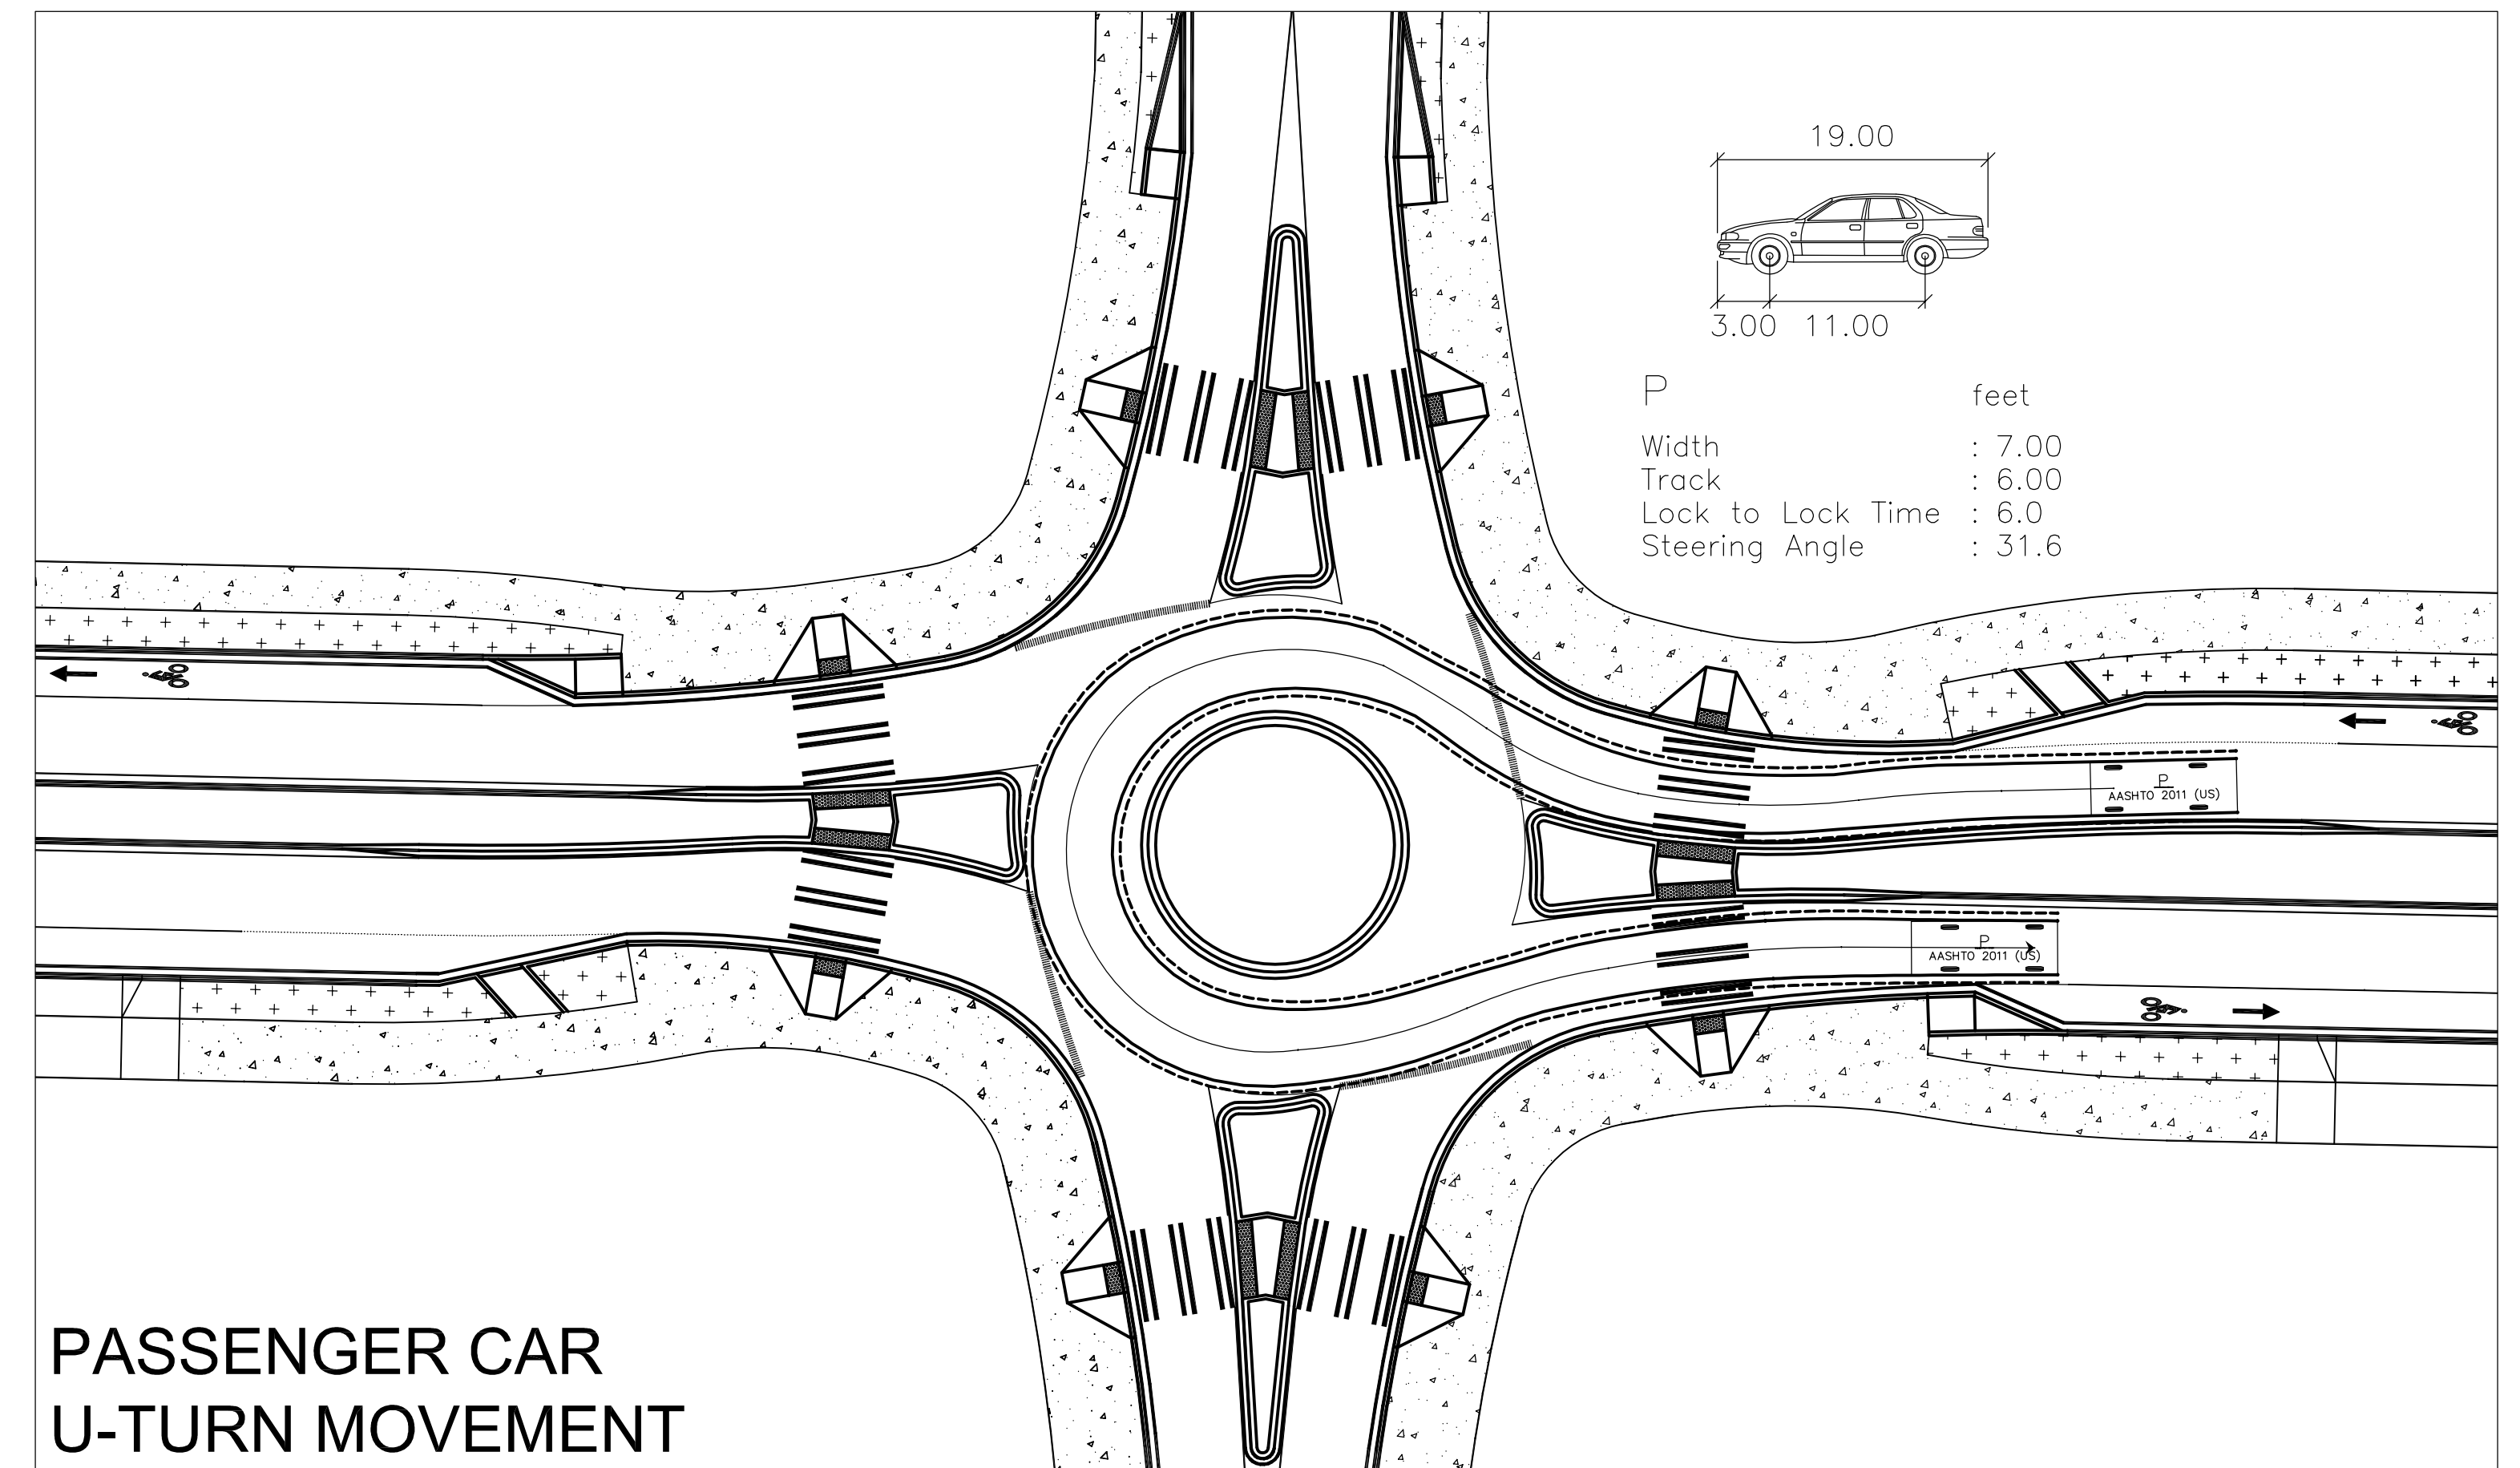 19.00
3.00 11.00
P feet
Width : 7.00
Track : 6.00
Lock to Lock Time : 6.0
Steering Angle : 31.6
P
AASHTO 2011 (US)
P
AASHTO 2011 (US)
PASSENGER CAR
U-TURN MOVEMENT